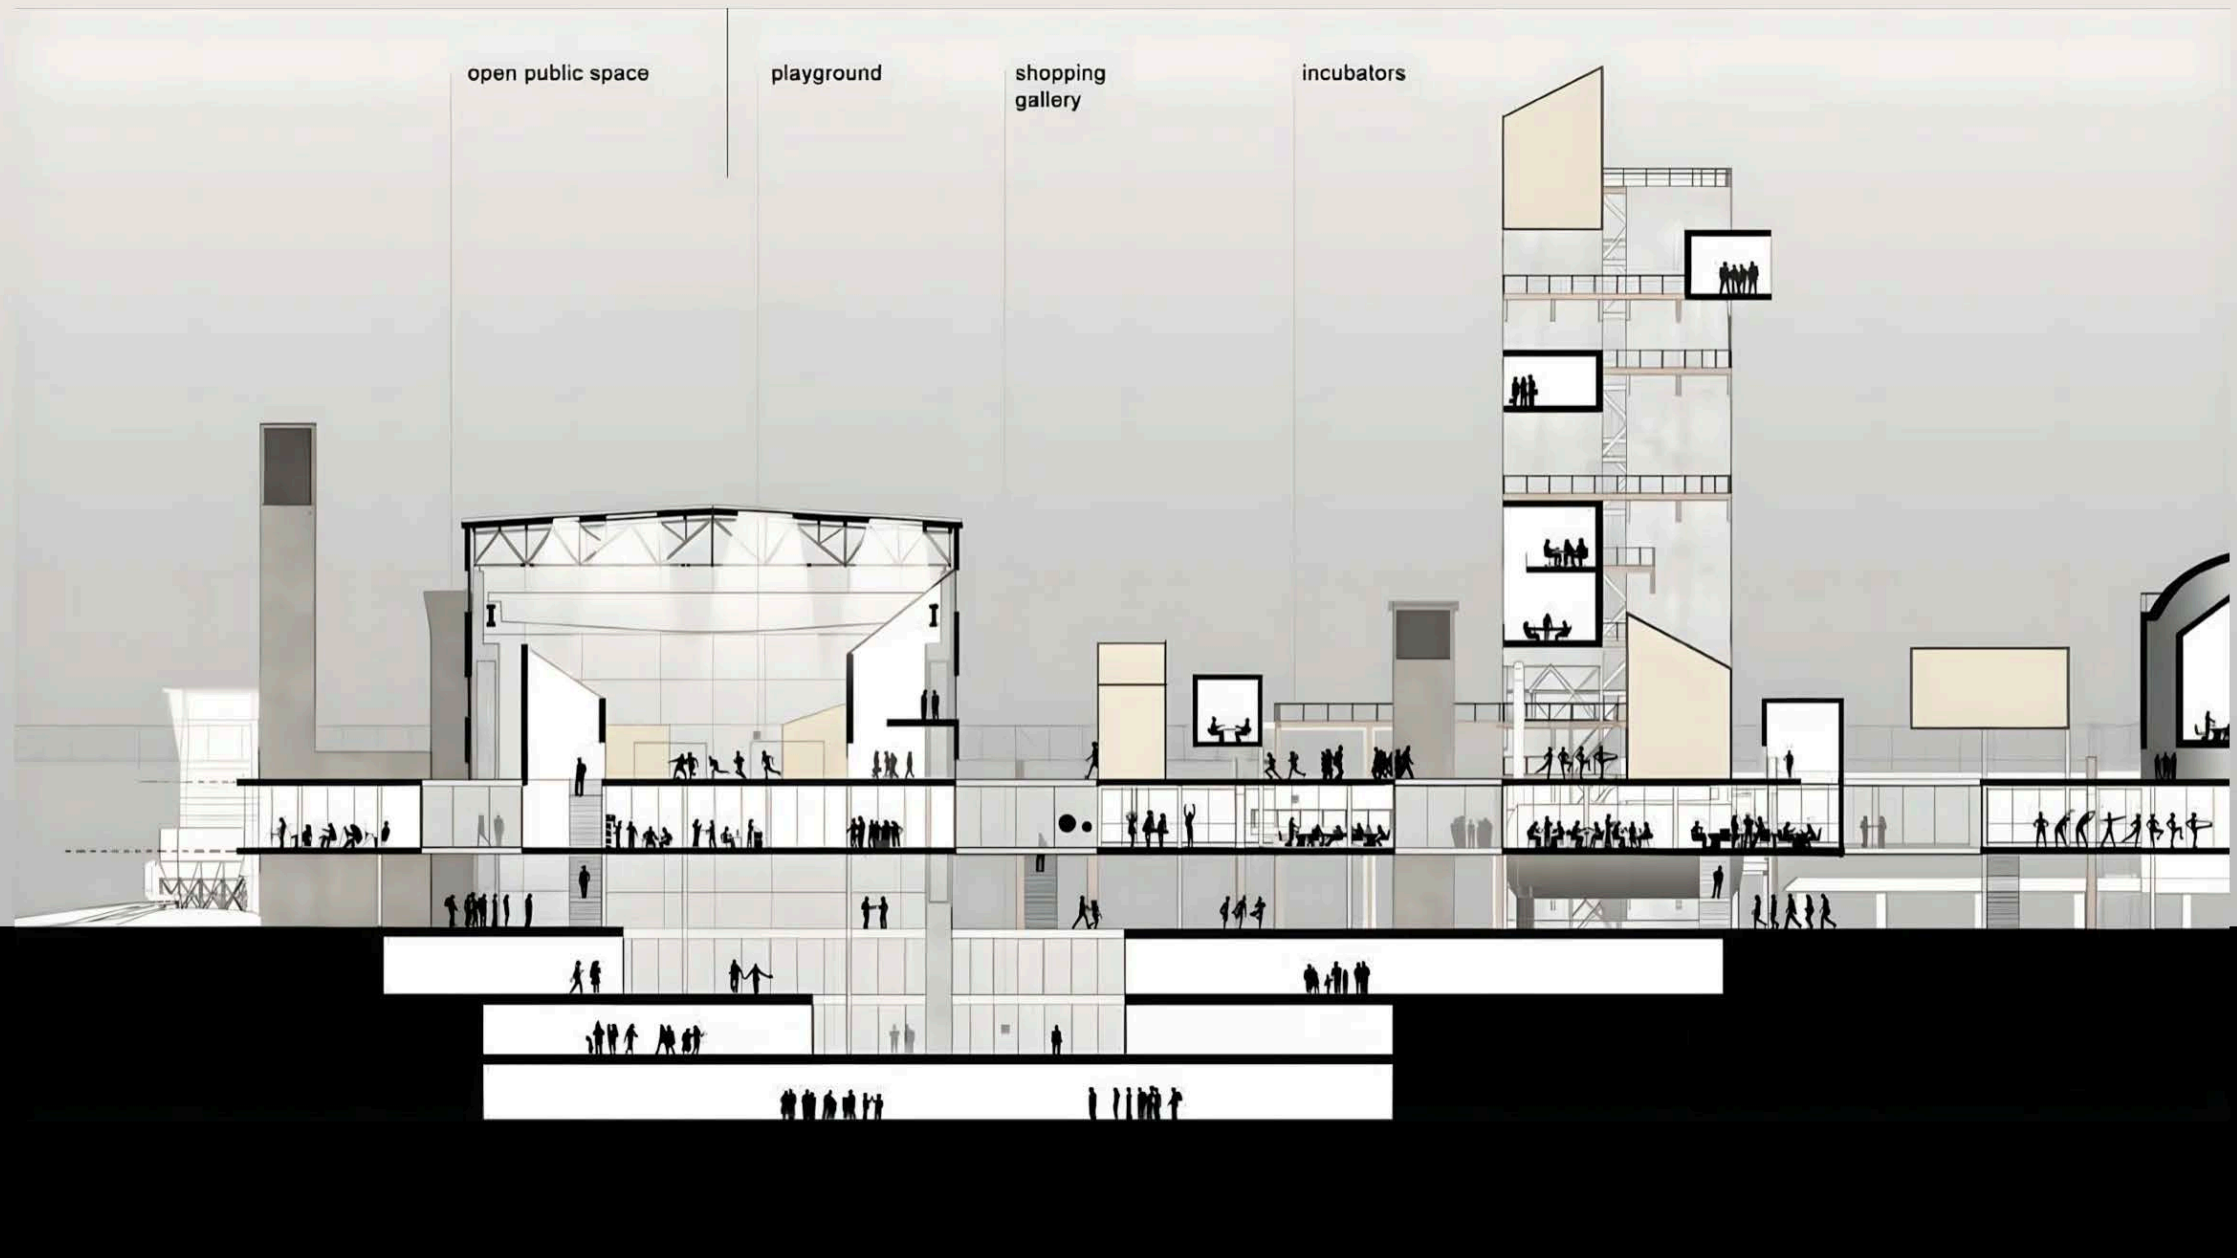 open public space
playground
shopping
gallery
incubators